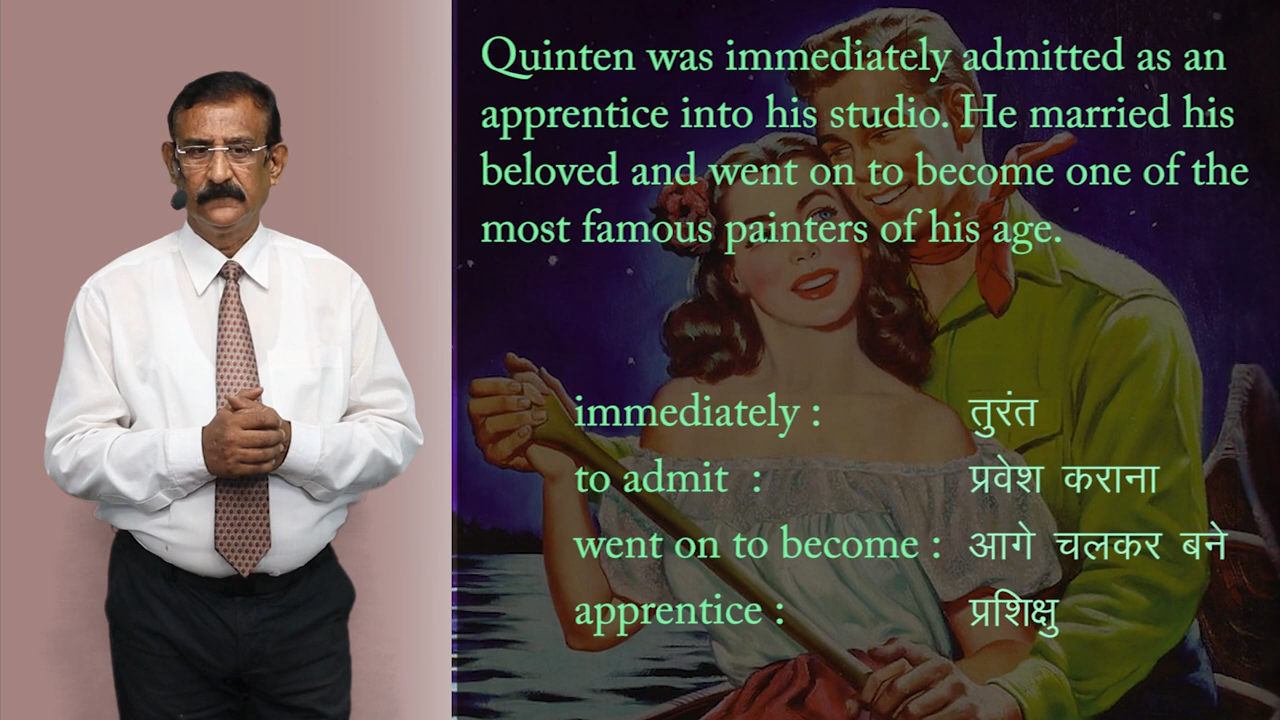 Quinten was immediately admitted as an
apprentice into his studio. He married his
beloved and went on to become one of the
most famous painters of his age.
immediately : तुरंत
to admit : प्रवेश कराना
went on to become : आगे चलकर बने
apprentice : प्रशिक्षु